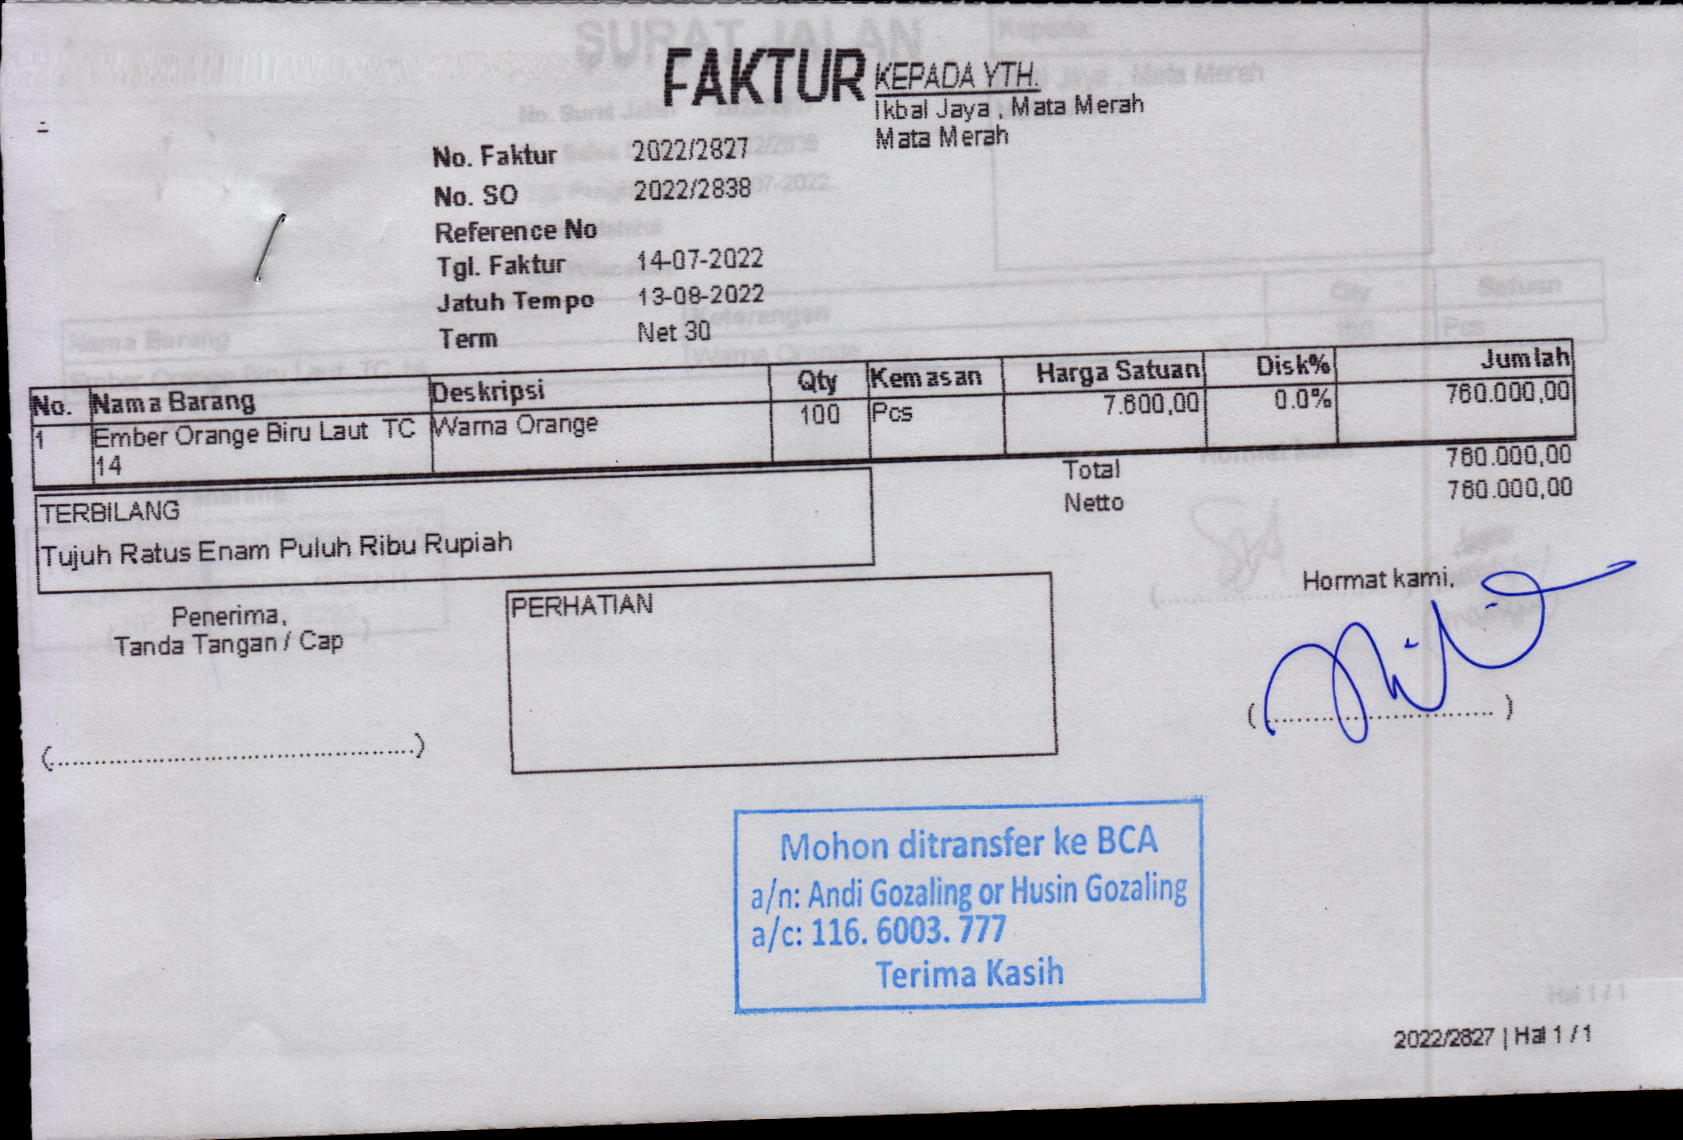 FAKTUR
KEPADA YTH.
Ikbal Jaya , Mata Merah
Mata Merah
No. Faktur 2022/2827
No. SO 2022/2838
Reference No
Tgl. Faktur 14-07-2022
Jatuh Tempo 13-08-2022
Term Net 30
No. Nama Barang Deskripsi Qty Kemasan Harga Satuan Disk% Jumlah
1 Ember Orange Biru Laut TC 14 Warna Orange 100 Pcs 7.600,00 0.0% 760.000,00
Total 760.000,00
Netto 760.000,00
TERBILANG
Tujuh Ratus Enam Puluh Ribu Rupiah
Penerima,
Tanda Tangan / Cap
(..................................................)
PERHATIAN
Hormat kami,
(................................)
Mohon ditransfer ke BCA
a/n: Andi Gozaling or Husin Gozaling
a/c: 116. 6003. 777
Terima Kasih
2022/2827 | Hal 1 / 1